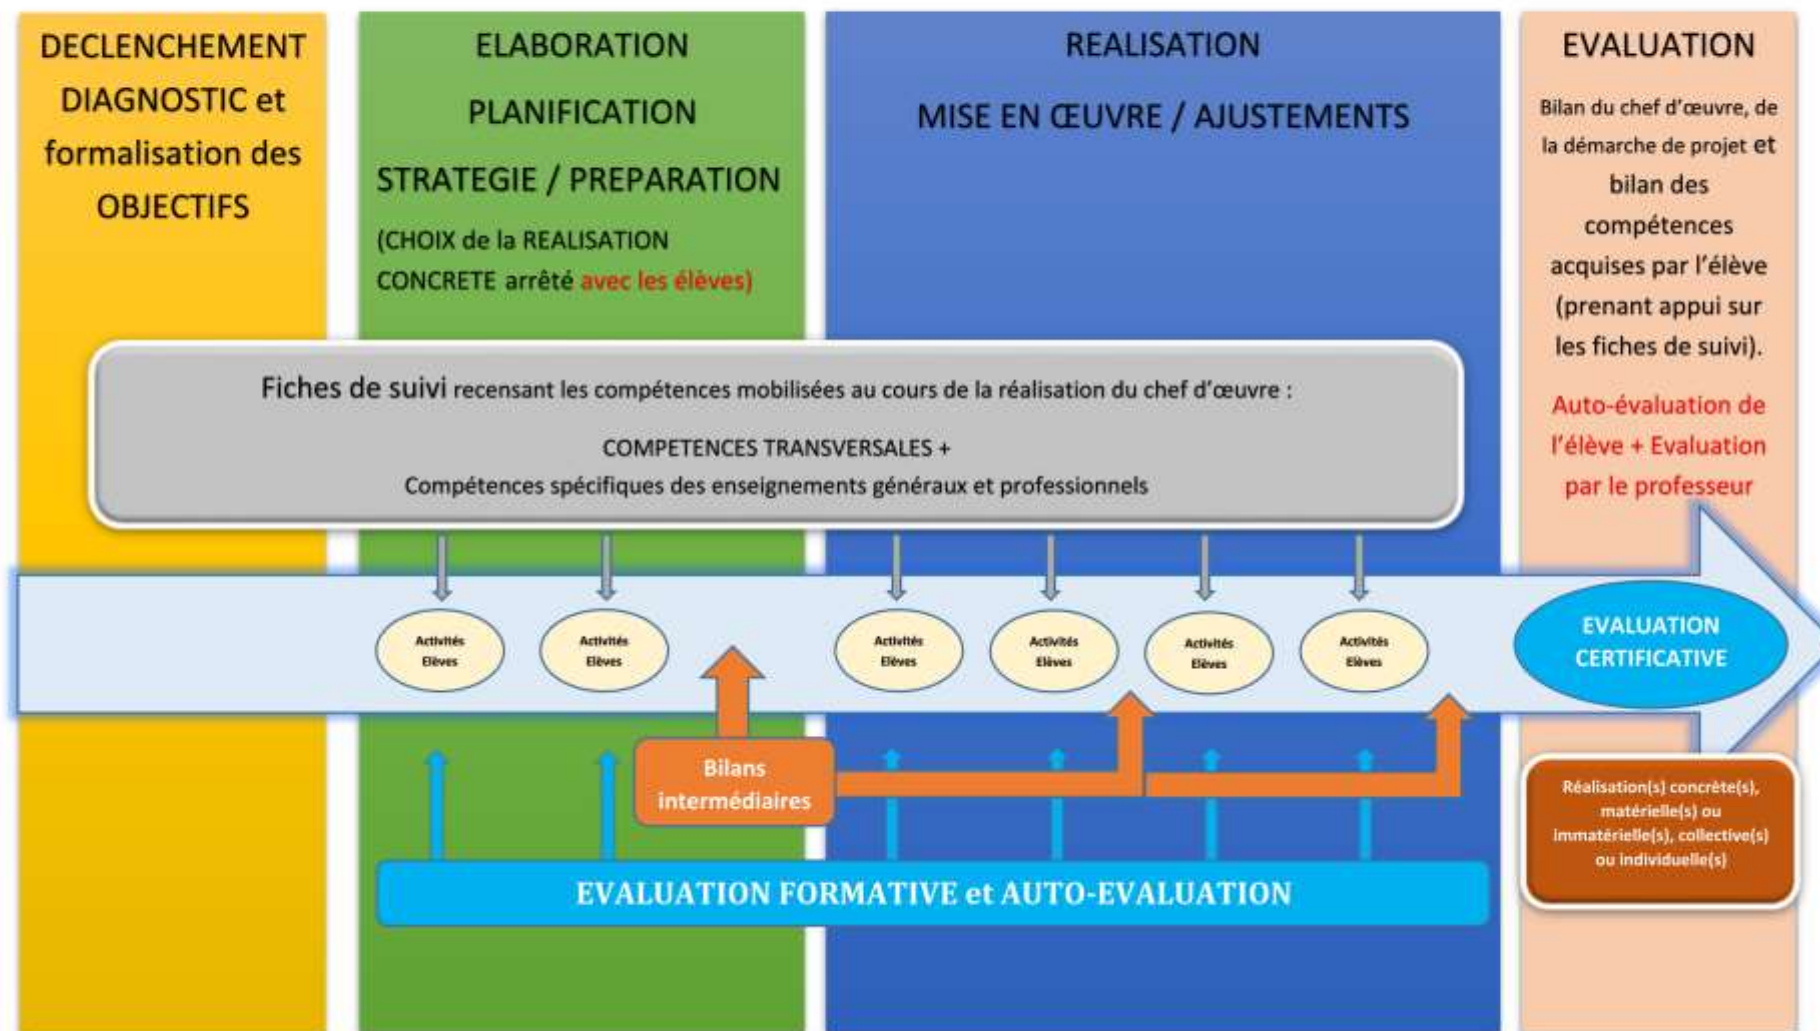 DECLENCHEMENT
DIAGNOSTIC et
formalisation des
OBJECTIFS
ELABORATION
PLANIFICATION
STRATEGIE / PREPARATION
(CHOIX de la REALISATION
CONCRETE arrêté avec les élèves)
REALISATION
MISE EN ŒUVRE / AJUSTEMENTS
EVALUATION
Bilan du chef d’œuvre, de
la démarche de projet et
bilan des
compétences
acquises par l’élève
(prenant appui sur
les fiches de suivi).
Auto-évaluation de
l’élève + Evaluation
par le professeur
Fiches de suivi recensant les compétences mobilisées au cours de la réalisation du chef d’œuvre :
COMPETENCES TRANSVERSALES +
Compétences spécifiques des enseignements généraux et professionnels
Activités
Elèves
Activités
Elèves
Activités
Elèves
Activités
Elèves
Activités
Elèves
Activités
Elèves
EVALUATION
CERTIFICATIVE
Bilans
intermédiaires
Réalisation(s) concrète(s),
matérielle(s) ou
immatérielle(s), collective(s)
ou individuelle(s)
EVALUATION FORMATIVE et AUTO-EVALUATION